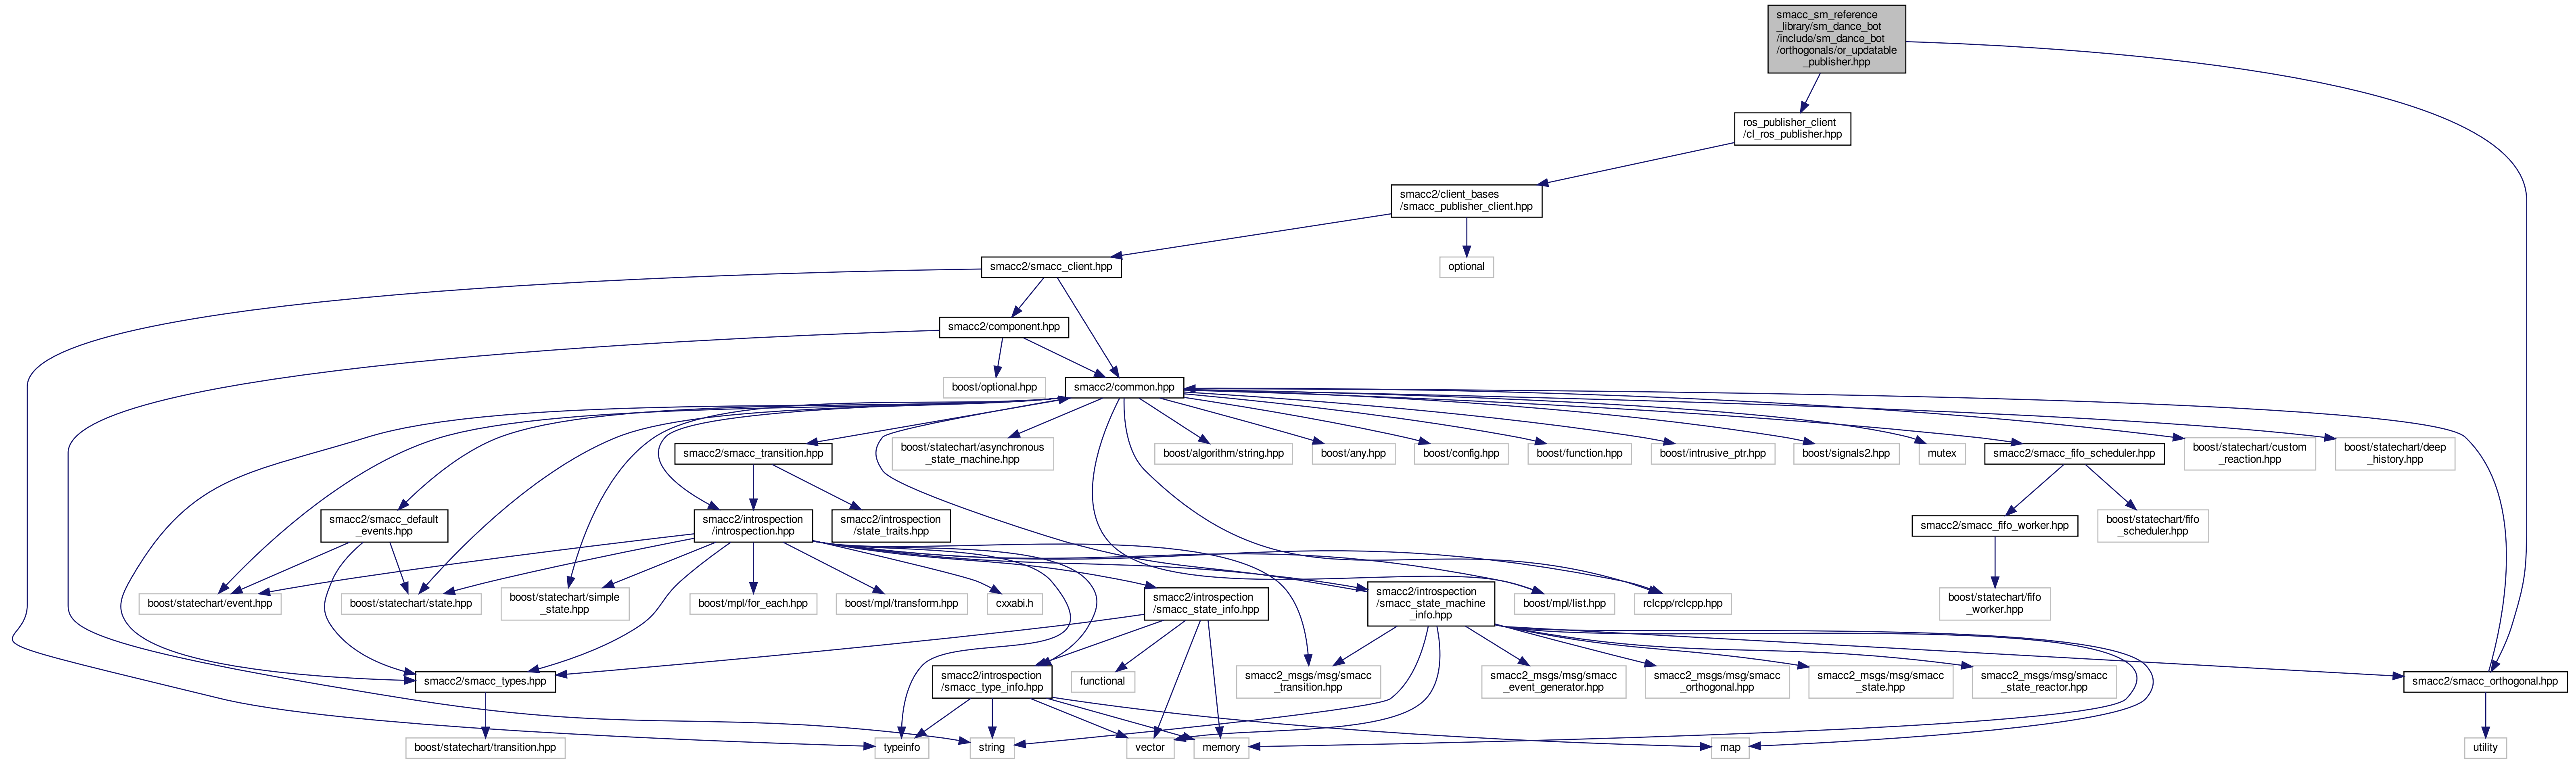 smacc_sm_reference
_library/sm_dance_bot
/include/sm_dance_bot
/orthogonals/or_updatable
_publisher.hpp
ros_publisher_client
/cl_ros_publisher.hpp
smacc2/client_bases
/smacc_publisher_client.hpp
smacc2/smacc_client.hpp
optional
smacc2/component.hpp
boost/optional.hpp
smacc2/common.hpp
smacc2/smacc_transition.hpp
boost/statechart/asynchronous
_state_machine.hpp
boost/algorithm/string.hpp
boost/any.hpp
boost/config.hpp
boost/function.hpp
boost/intrusive_ptr.hpp
boost/signals2.hpp
mutex
smacc2/smacc_fifo_scheduler.hpp
boost/statechart/custom
_reaction.hpp
boost/statechart/deep
_history.hpp
smacc2/smacc_default
_events.hpp
smacc2/introspection
/introspection.hpp
smacc2/introspection
/state_traits.hpp
smacc2/smacc_fifo_worker.hpp
boost/statechart/fifo
_scheduler.hpp
boost/statechart/event.hpp
boost/statechart/state.hpp
boost/statechart/simple
_state.hpp
boost/mpl/for_each.hpp
boost/mpl/transform.hpp
cxxabi.h
smacc2/introspection
/smacc_state_info.hpp
smacc2/introspection
/smacc_state_machine
_info.hpp
boost/mpl/list.hpp
rclcpp/rclcpp.hpp
boost/statechart/fifo
_worker.hpp
smacc2/smacc_types.hpp
smacc2/introspection
/smacc_type_info.hpp
functional
smacc2_msgs/msg/smacc
_transition.hpp
smacc2_msgs/msg/smacc
_event_generator.hpp
smacc2_msgs/msg/smacc
_orthogonal.hpp
smacc2_msgs/msg/smacc
_state.hpp
smacc2_msgs/msg/smacc
_state_reactor.hpp
smacc2/smacc_orthogonal.hpp
boost/statechart/transition.hpp
typeinfo
string
vector
memory
map
utility